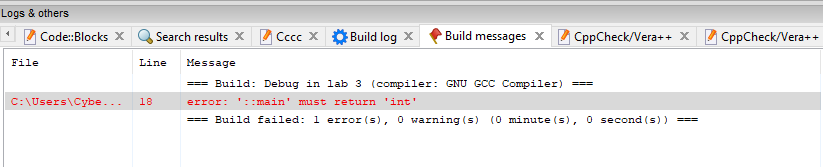 Logs & others
Code::Blocks Search results Cccc Build log Build messages CppCheck/Vera++ CppCheck/Vera++
File Line Message
=== Build: Debug in lab 3 (compiler: GNU GCC Compiler) ===
C:\Users\Cybe... 18 error: '::main' must return 'int'
=== Build failed: 1 error(s), 0 warning(s) (0 minute(s), 0 second(s)) ===